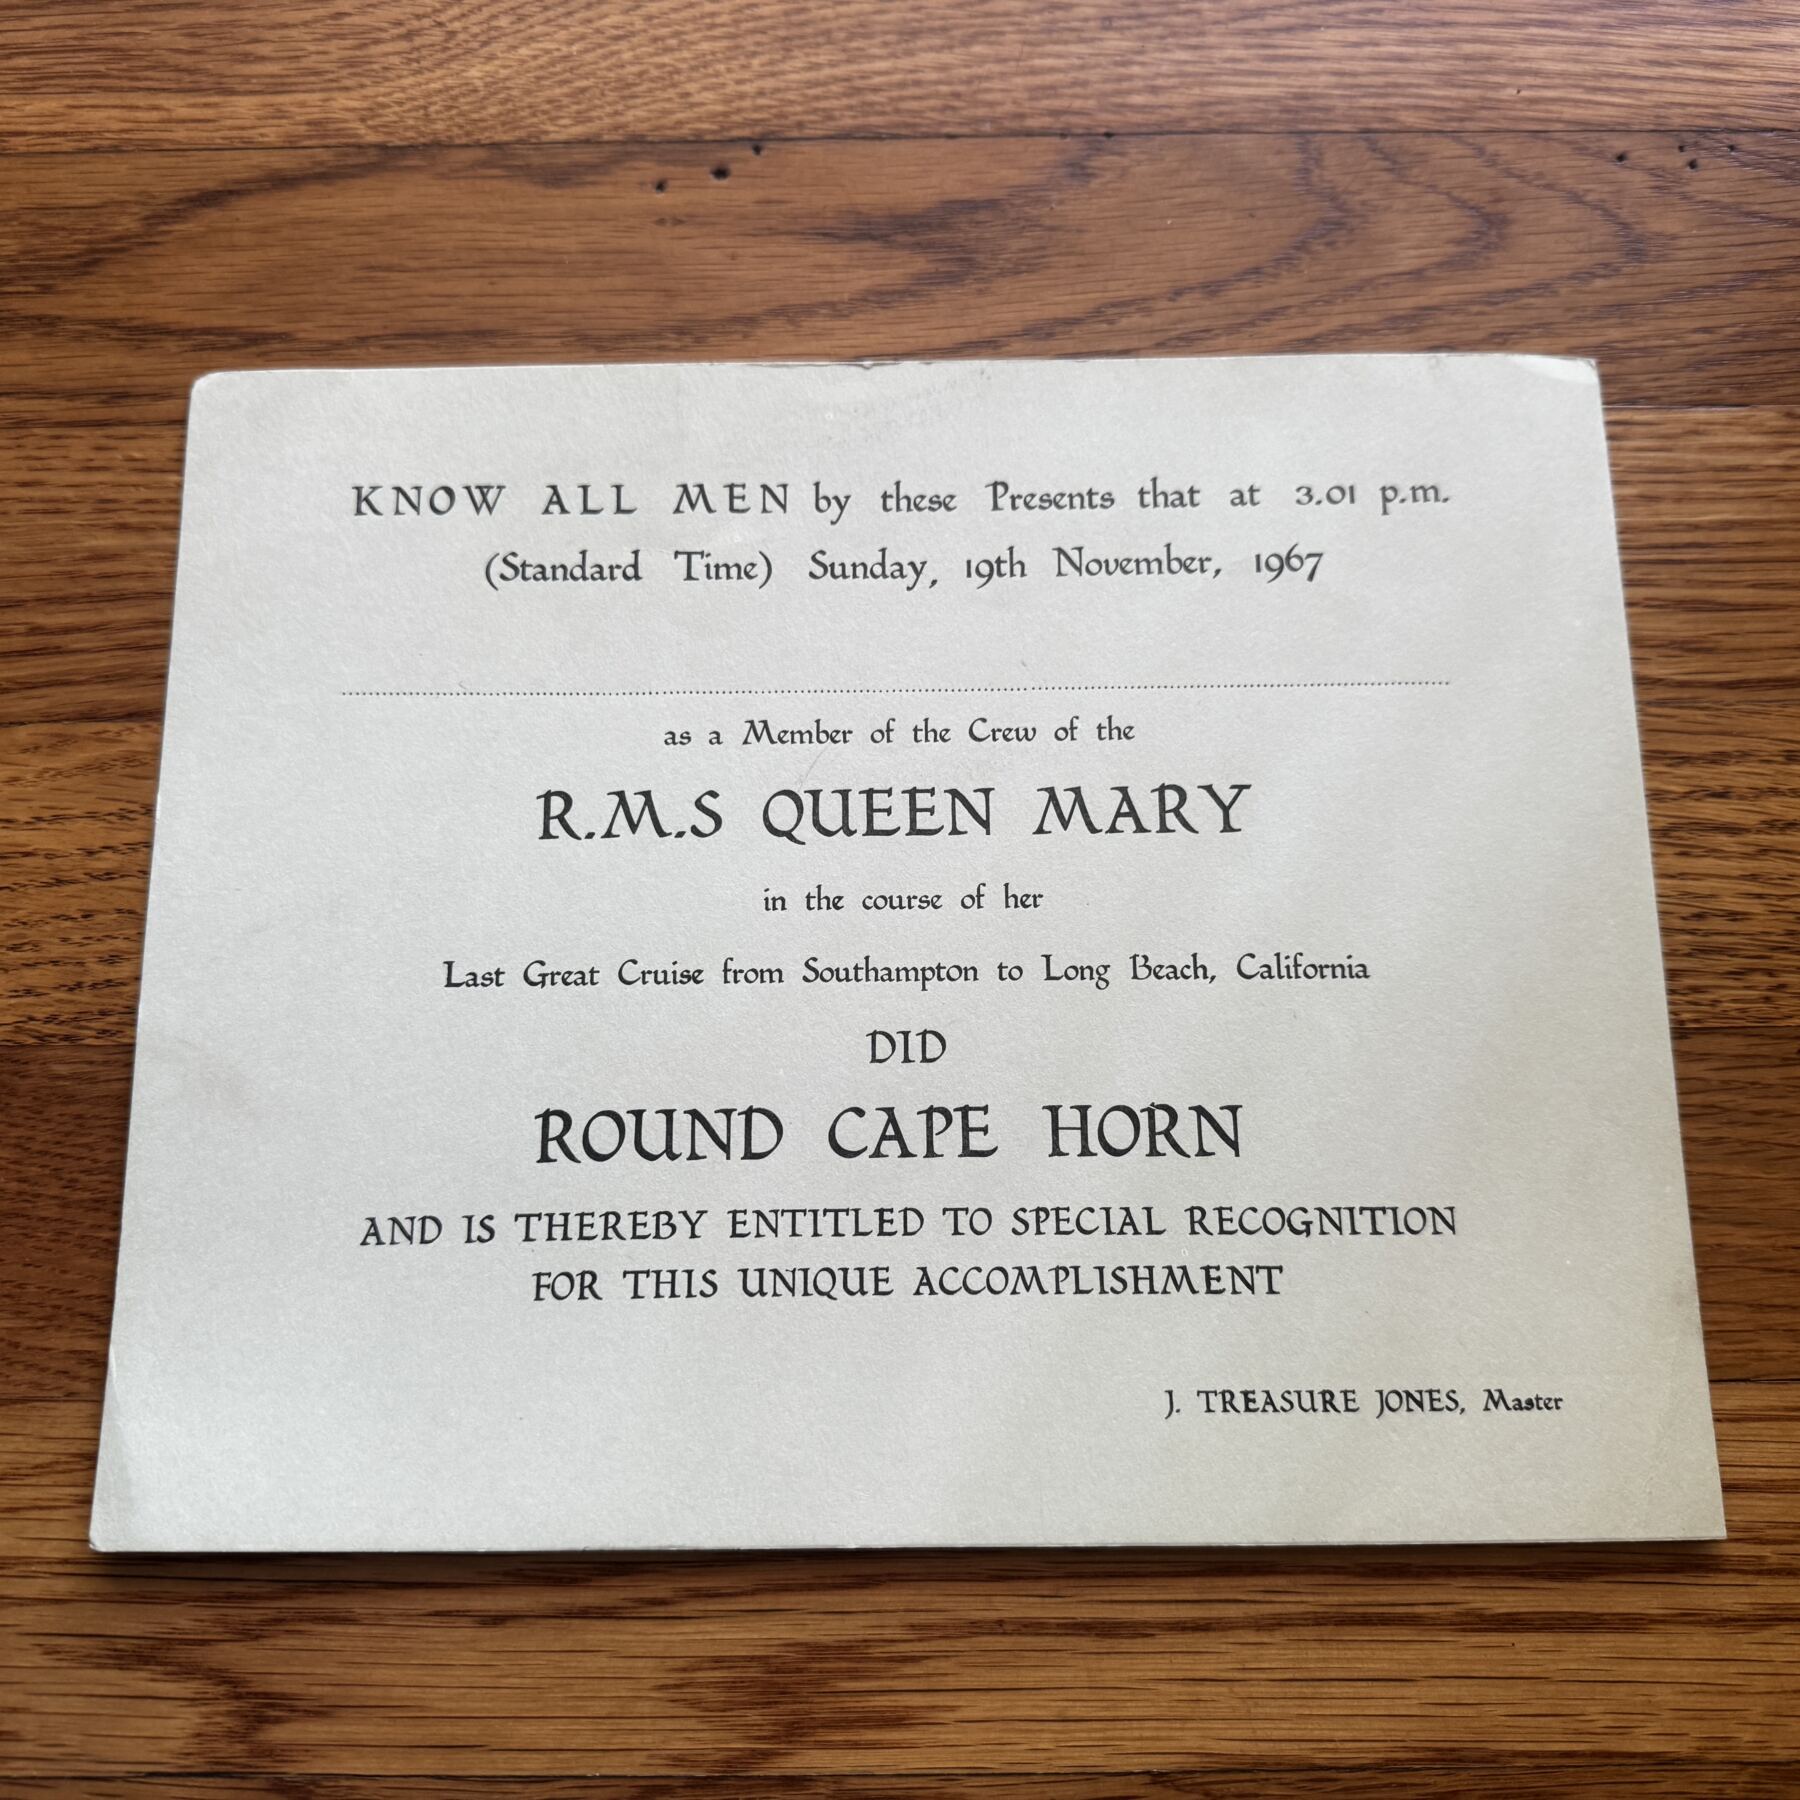 KNOW ALL MEN by these Presents that at 3.01 p.m.
(Standard Time) Sunday, 19th November, 1967
as a Member of the Crew of the
R.M.S QUEEN MARY
in the course of her
Last Great Cruise from Southampton to Long Beach, California
DID
ROUND CAPE HORN
AND IS THEREBY ENTITLED TO SPECIAL RECOGNITION
FOR THIS UNIQUE ACCOMPLISHMENT
J. TREASURE JONES, Master